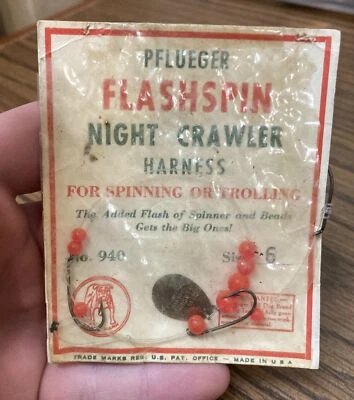 PFLUEGER
FLASHSPIN
NIGHT CRAWLER
HARNESS
FOR SPINNING OR TROLLING
The Added Flash of Spinner and Beads
Gets the Big Ones!
No. 940 6
TRADE MARKS REG. U.S. PAT. OFFICE - MADE IN U S A